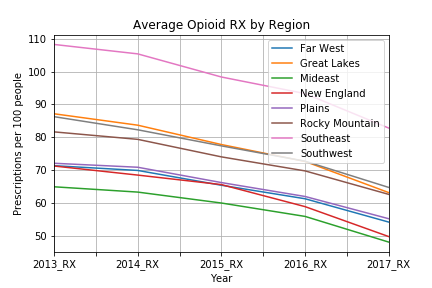 Average Opioid RX by Region
Prescriptions per 100 people
110
100
90
80
70
60
50
Far West
Great Lakes
Mideast
New England
Plains
Rocky Mountain
Southeast
Southwest
2013_RX 2014_RX 2015_RX 2016_RX 2017_RX
Year